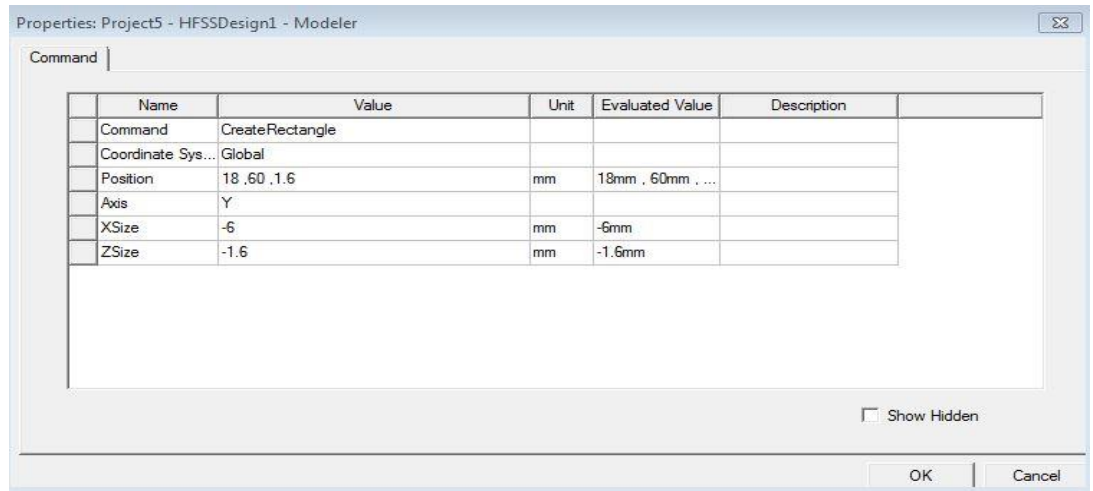 Properties: Project5 - HFSSDesign1 - Modeler
Command
Name Value Unit Evaluated Value Description
Command CreateRectangle
Coordinate Sys... Global
Position 18 ,60 ,1.6 mm 18mm , 60mm , ...
Axis Y
XSize -6 mm -6mm
ZSize -1.6 mm -1.6mm
Show Hidden
OK Cancel